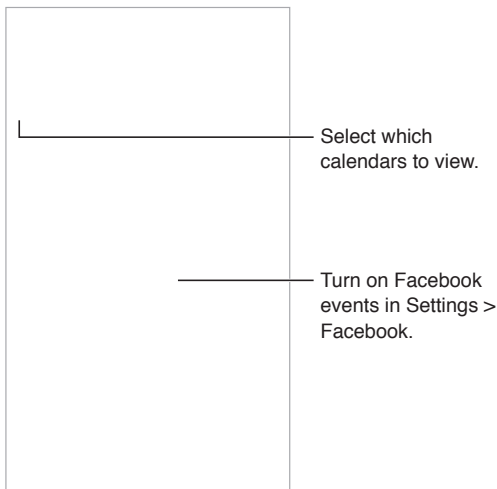 Select which
calendars to view.
Turn on Facebook
events in Settings >
Facebook.